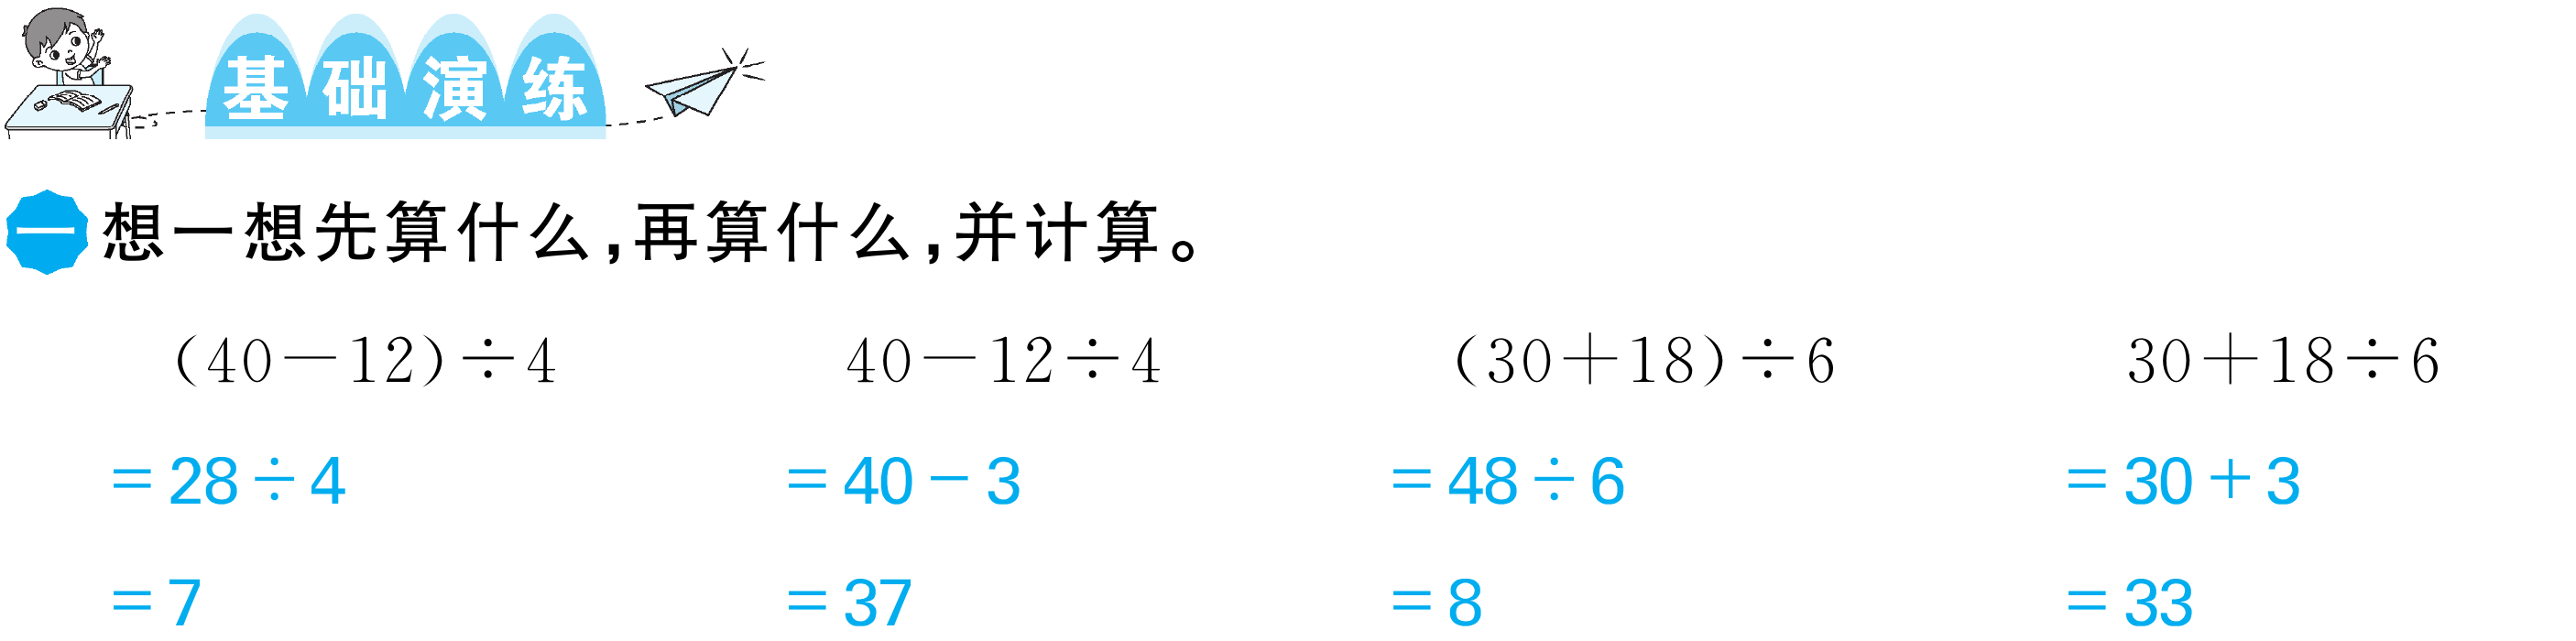 基础演练
一 想一想先算什么,再算什么,并计算。
(40-12)÷4 40-12÷4 (30+18)÷6 30+18÷6
=28÷4 =40-3 =48÷6 =30+3
=7 =37 =8 =33